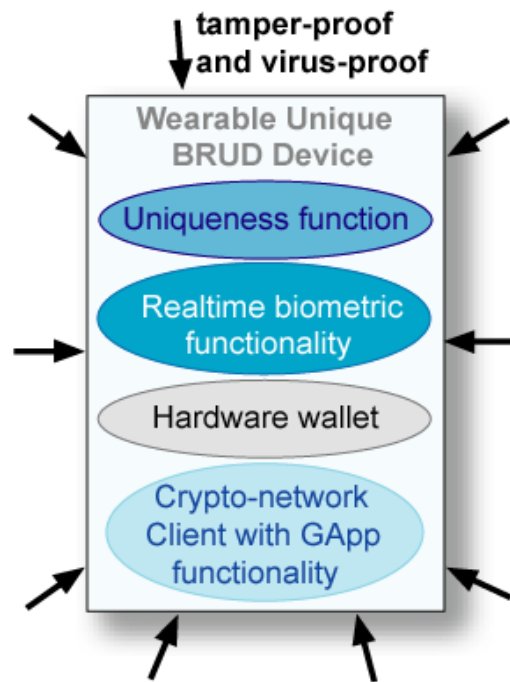 tamper-proof
and virus-proof
Wearable Unique
BRUD Device
Uniqueness function
Realtime biometric
functionality
Hardware wallet
Crypto-network
Client with GApp
functionality